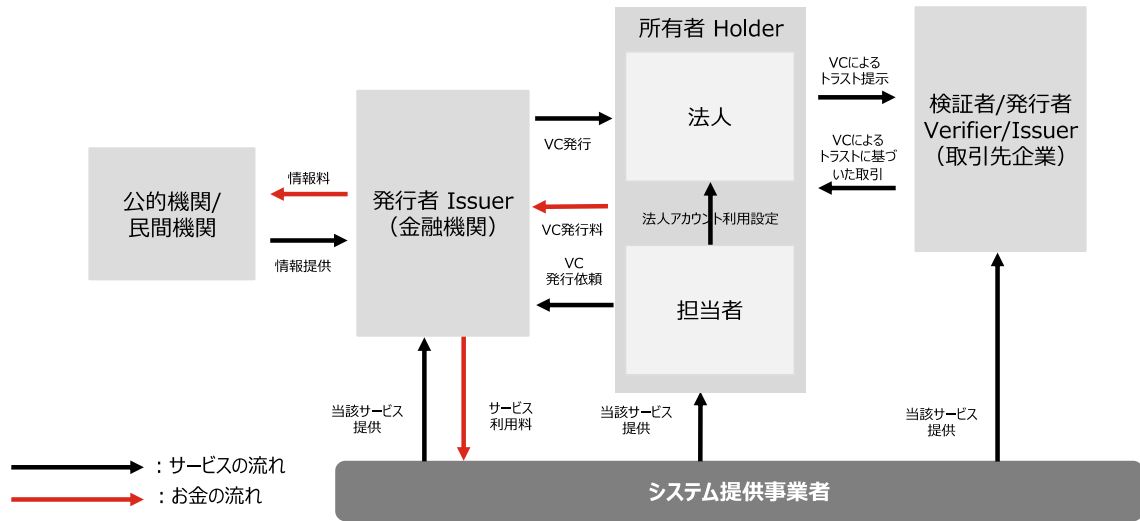 所有者 Holder
法人
法人アカウント利用設定
担当者
VCによる
トラスト提示
VCによる
トラストに基づ
いた取引
検証者/発行者
Verifier/Issuer
（取引先企業）
VC発行
VC発行料
VC
発行依頼
発行者 Issuer
（金融機関）
情報料
情報提供
公的機関/
民間機関
当該サービス
提供
サービス
利用料
当該サービス
提供
当該サービス
提供
：サービスの流れ
：お金の流れ
システム提供事業者